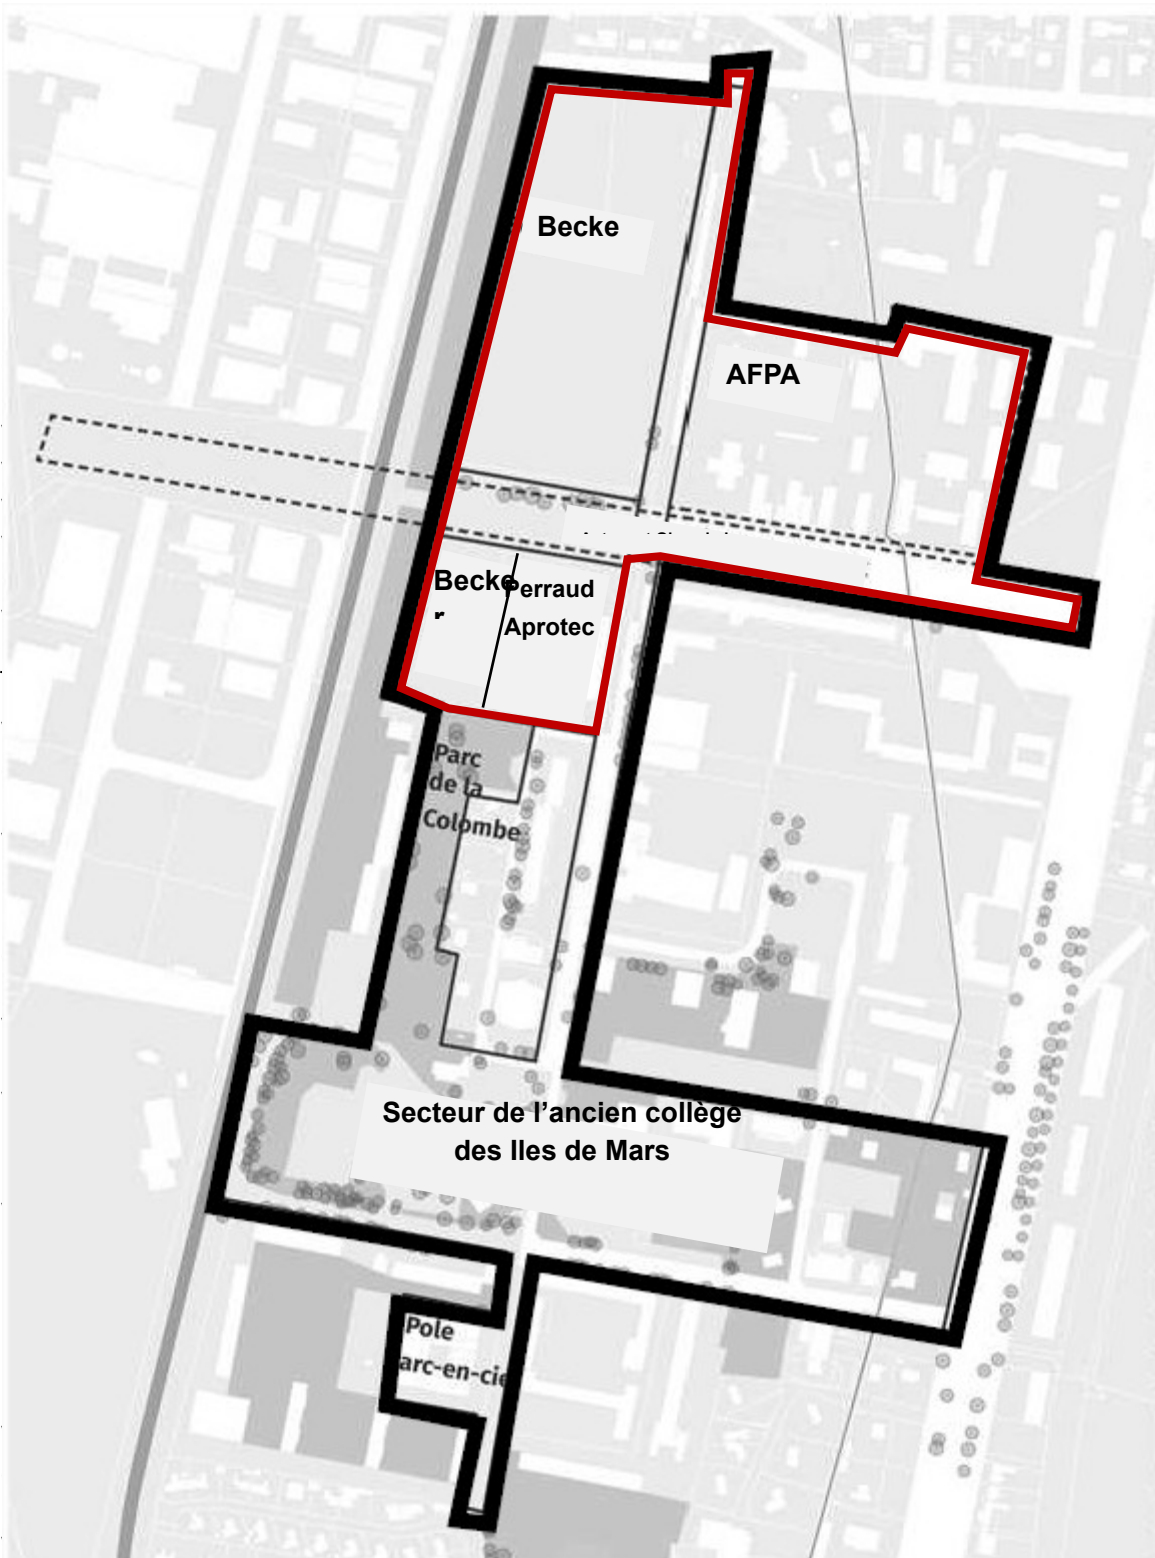 Becke
AFPA
Becke
r
Perraud
Aprotec
Parc
de la
Colombe
Secteur de l’ancien collège
des Iles de Mars
Pole
arc-en-cie